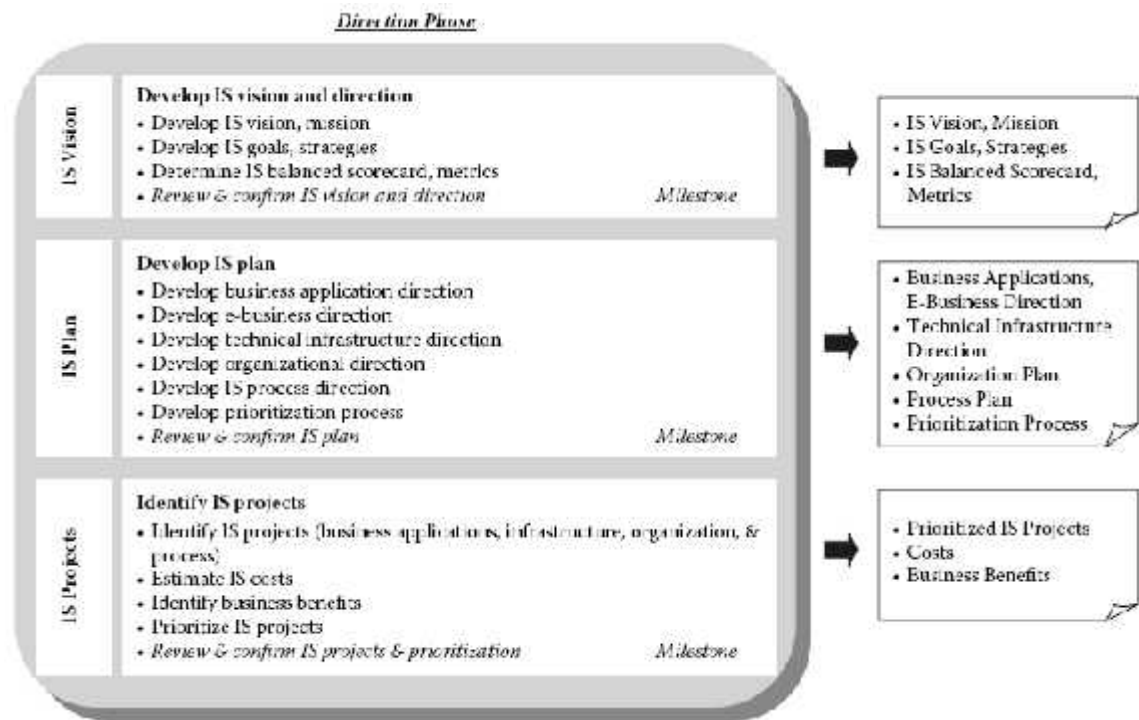 Direction Phase
IS Vision
Develop IS vision and direction
• Develop IS vision, mission
• Develop IS goals, strategies
• Determine IS balanced scorecard, metrics
• Review & confirm IS vision and direction Milestone
• IS Vision, Mission
• IS Goals, Strategies
• IS Balanced Scorecard,
Metrics
IS Plan
Develop IS plan
• Develop business application direction
• Develop e-business direction
• Develop technical infrastructure direction
• Develop organizational direction
• Develop IS process direction
• Develop prioritization process
• Review & confirm IS plan Milestone
• Business Applications,
E-Business Direction
• Technical Infrastructure
Direction
• Organization Plan
• Process Plan
• Prioritization Process
IS Projects
Identify IS projects
• Identify IS projects (business applications, infrastructure, organization, &
process)
• Estimate IS costs
• Identify business benefits
• Prioritize IS projects
• Review & confirm IS projects & prioritization Milestone
• Prioritized IS Projects
• Costs
• Business Benefits